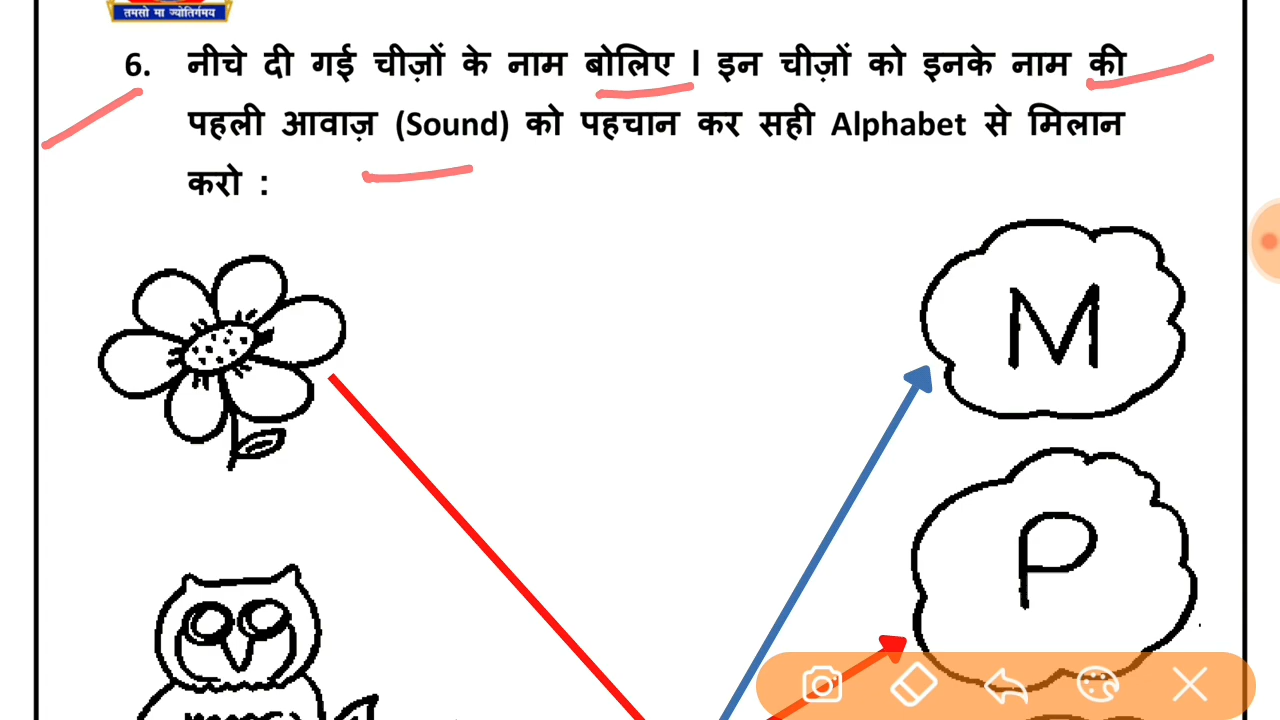 तमसो मा ज्योतिर्गमय
6. नीचे दी गई चीज़ों के नाम बोलिए । इन चीज़ों को इनके नाम की
पहली आवाज़ (Sound) को पहचान कर सही Alphabet से मिलान
करो :
M
P